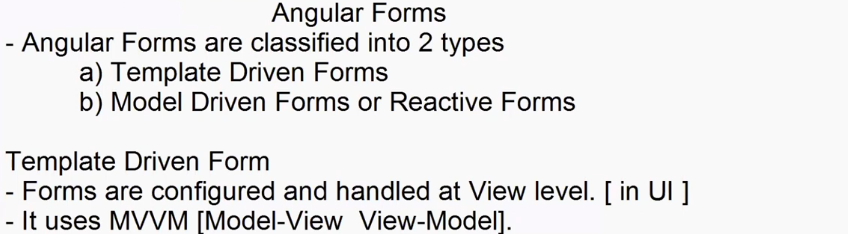 Angular Forms
- Angular Forms are classified into 2 types
a) Template Driven Forms
b) Model Driven Forms or Reactive Forms
Template Driven Form
- Forms are configured and handled at View level. [ in UI ]
- It uses MVVM [Model-View  View-Model].